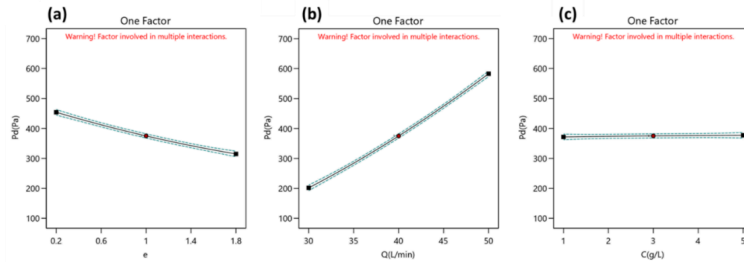 (a)
One Factor
Warning! Factor involved in multiple interactions.
700
600
500
400
300
200
100
Pd(Pa)
0.2 0.6 1 1.4 1.8
e
(b)
One Factor
Warning! Factor involved in multiple interactions.
700
600
500
400
300
200
100
Pd(Pa)
30 35 40 45 50
Q(L/min)
(c)
One Factor
Warning! Factor involved in multiple interactions.
700
600
500
400
300
200
100
Pd(Pa)
1 2 3 4 5
C(g/L)